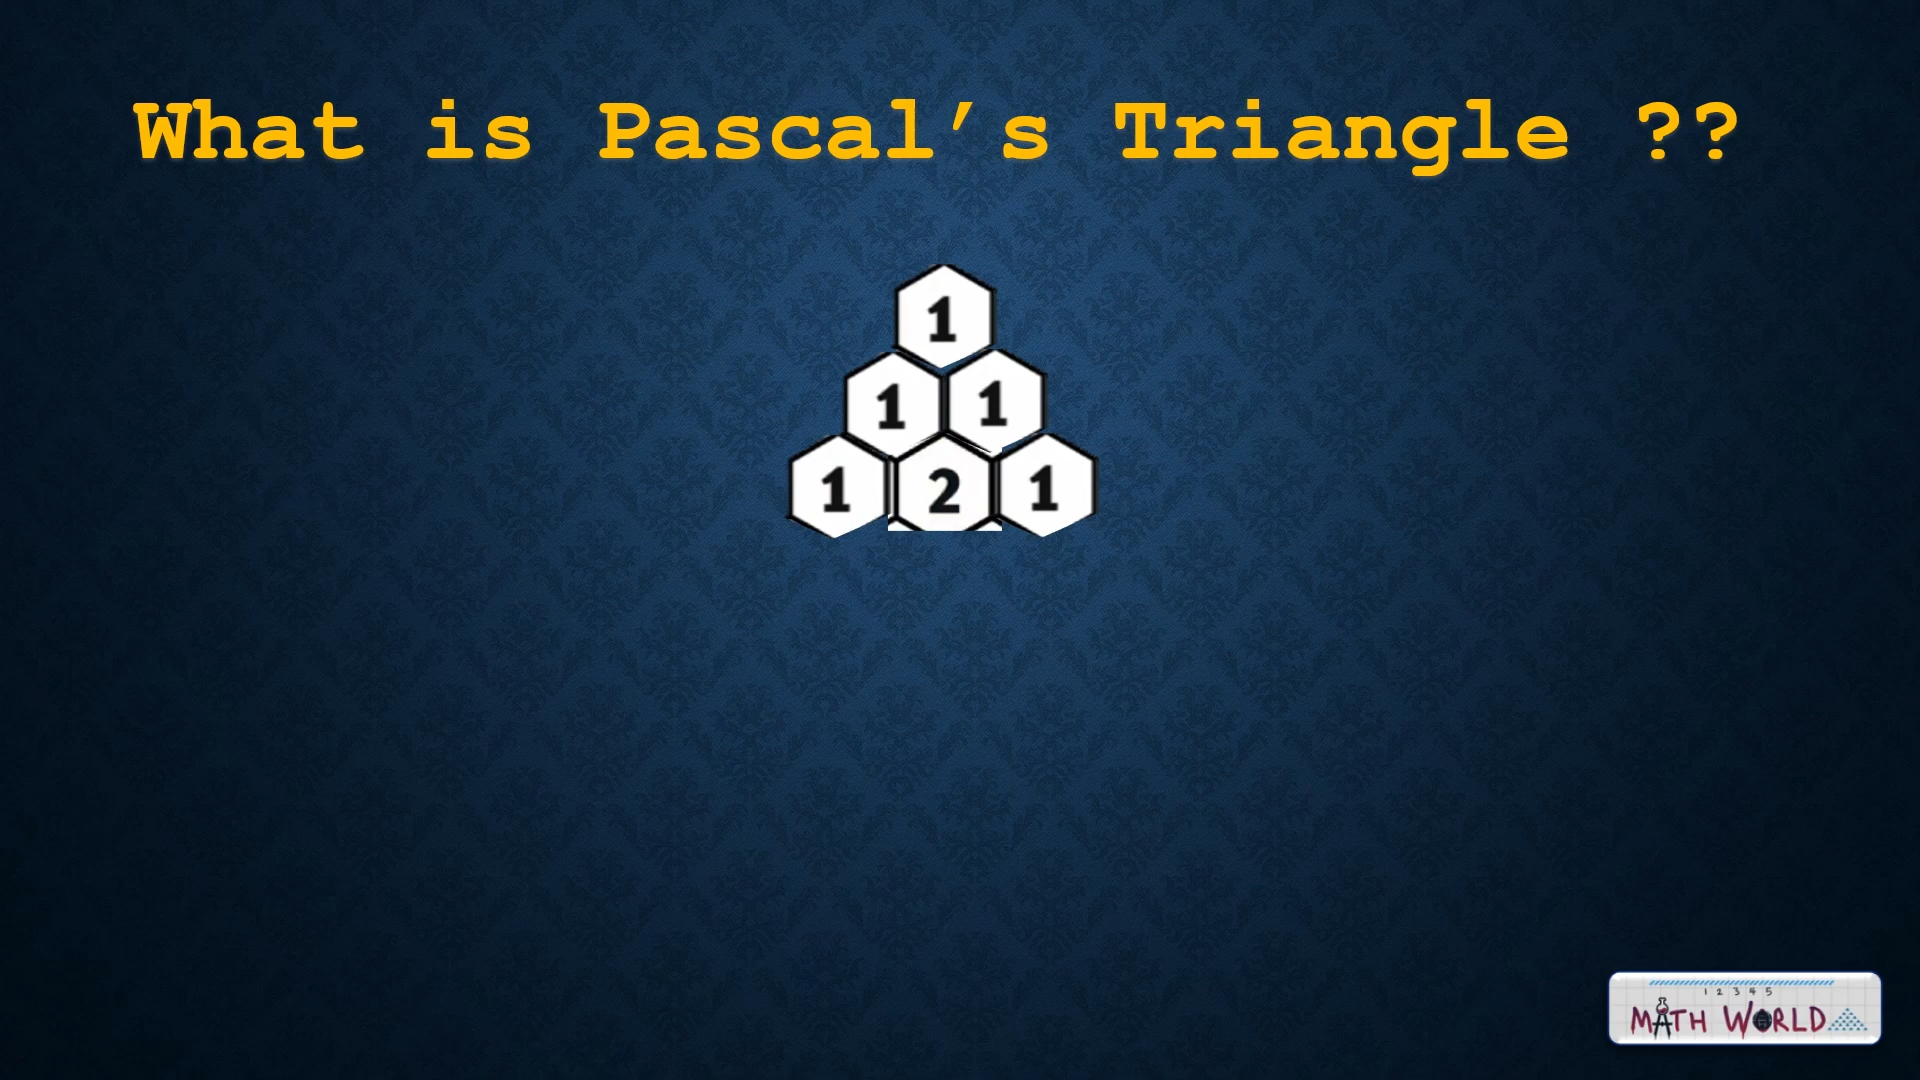 What is Pascal’s Triangle ??
1
1 1
1 2 1
1 2 3 4 5
MATH WORLD